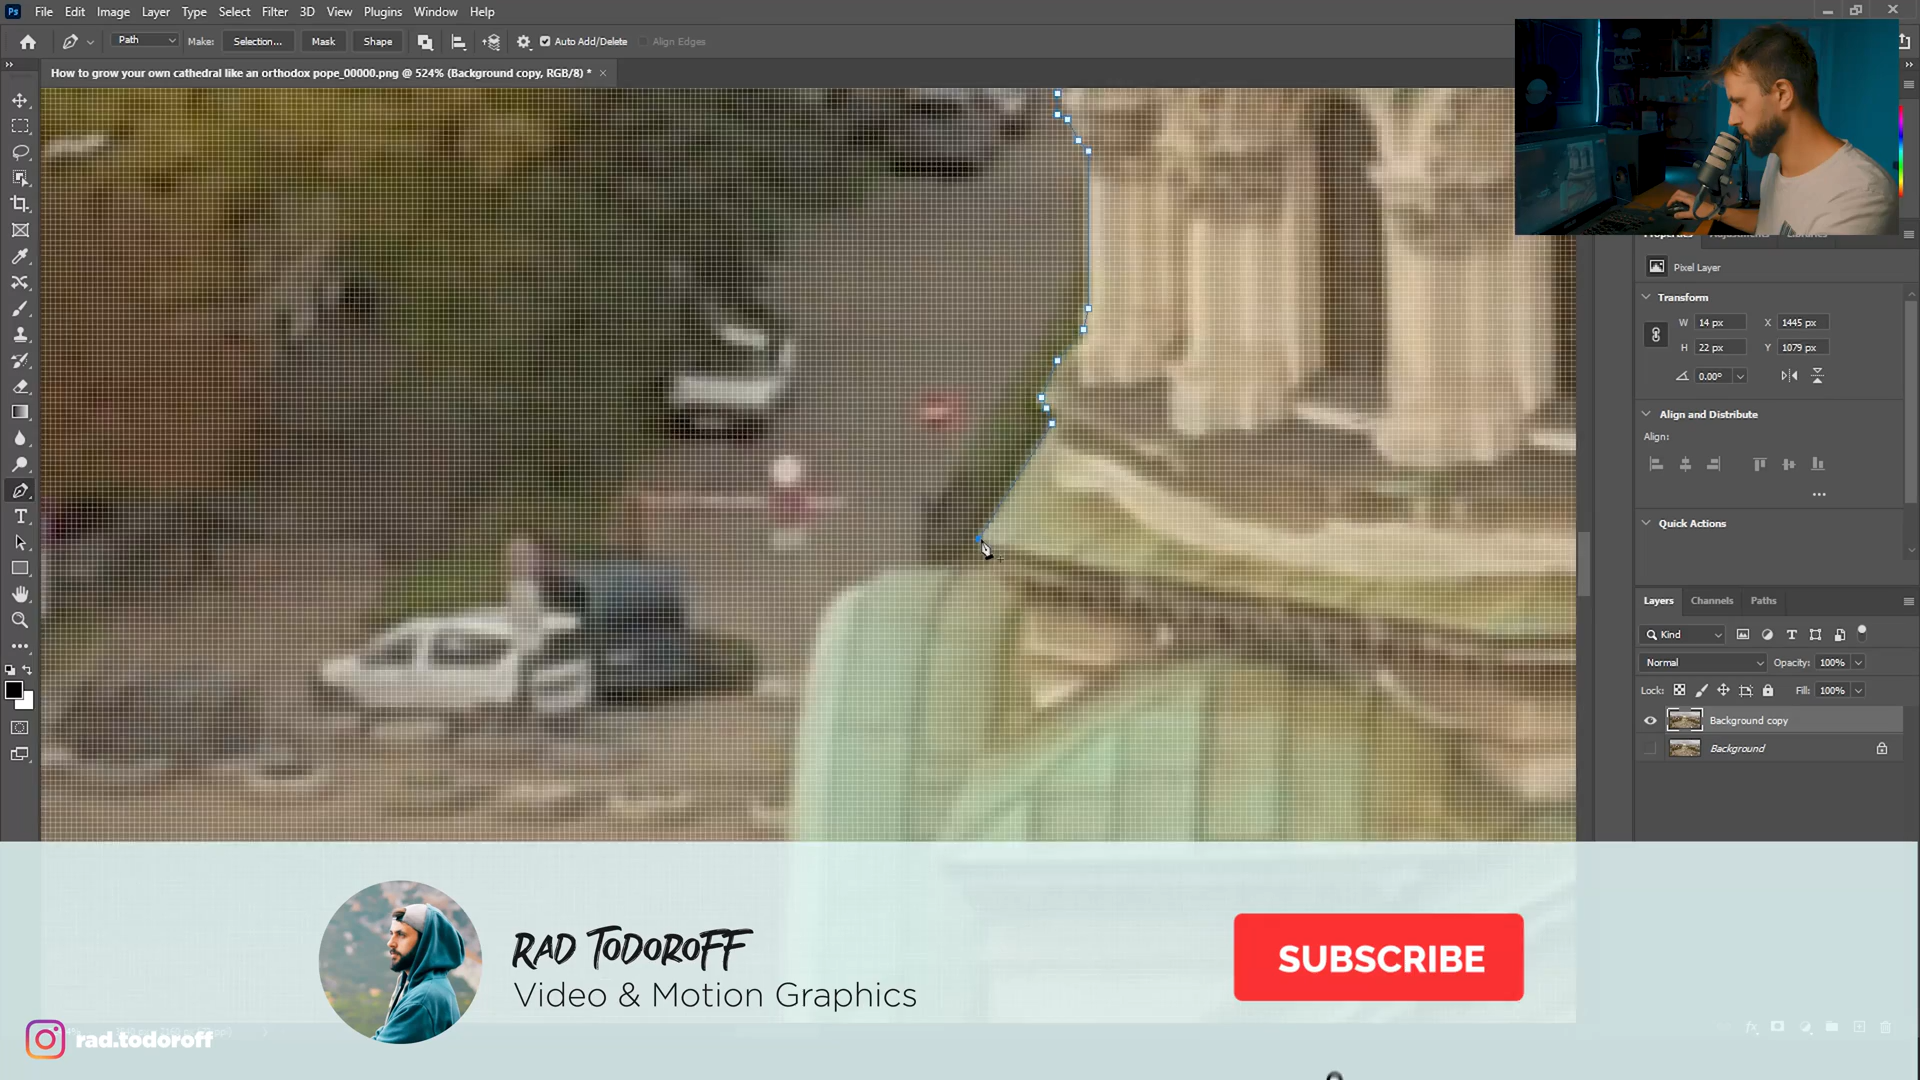 Ps File Edit Image Layer Type Select Filter 3D View Plugins Window Help
Path Make: Selection... Mask Shape Auto Add/Delete Align Edges
How to grow your own cathedral like an orthodox pope_00000.png @ 524% (Background copy, RGB/8) *
Properties Adjustments Libraries
Pixel Layer
Transform
W 14 px X 1445 px
H 22 px Y 1079 px
0.00°
Align and Distribute
Align:
Quick Actions
Layers Channels Paths
Kind
Normal Opacity: 100%
Lock: Fill: 100%
Background copy
Background
RAD TODOROFF
Video & Motion Graphics
SUBSCRIBE
rad.todoroff